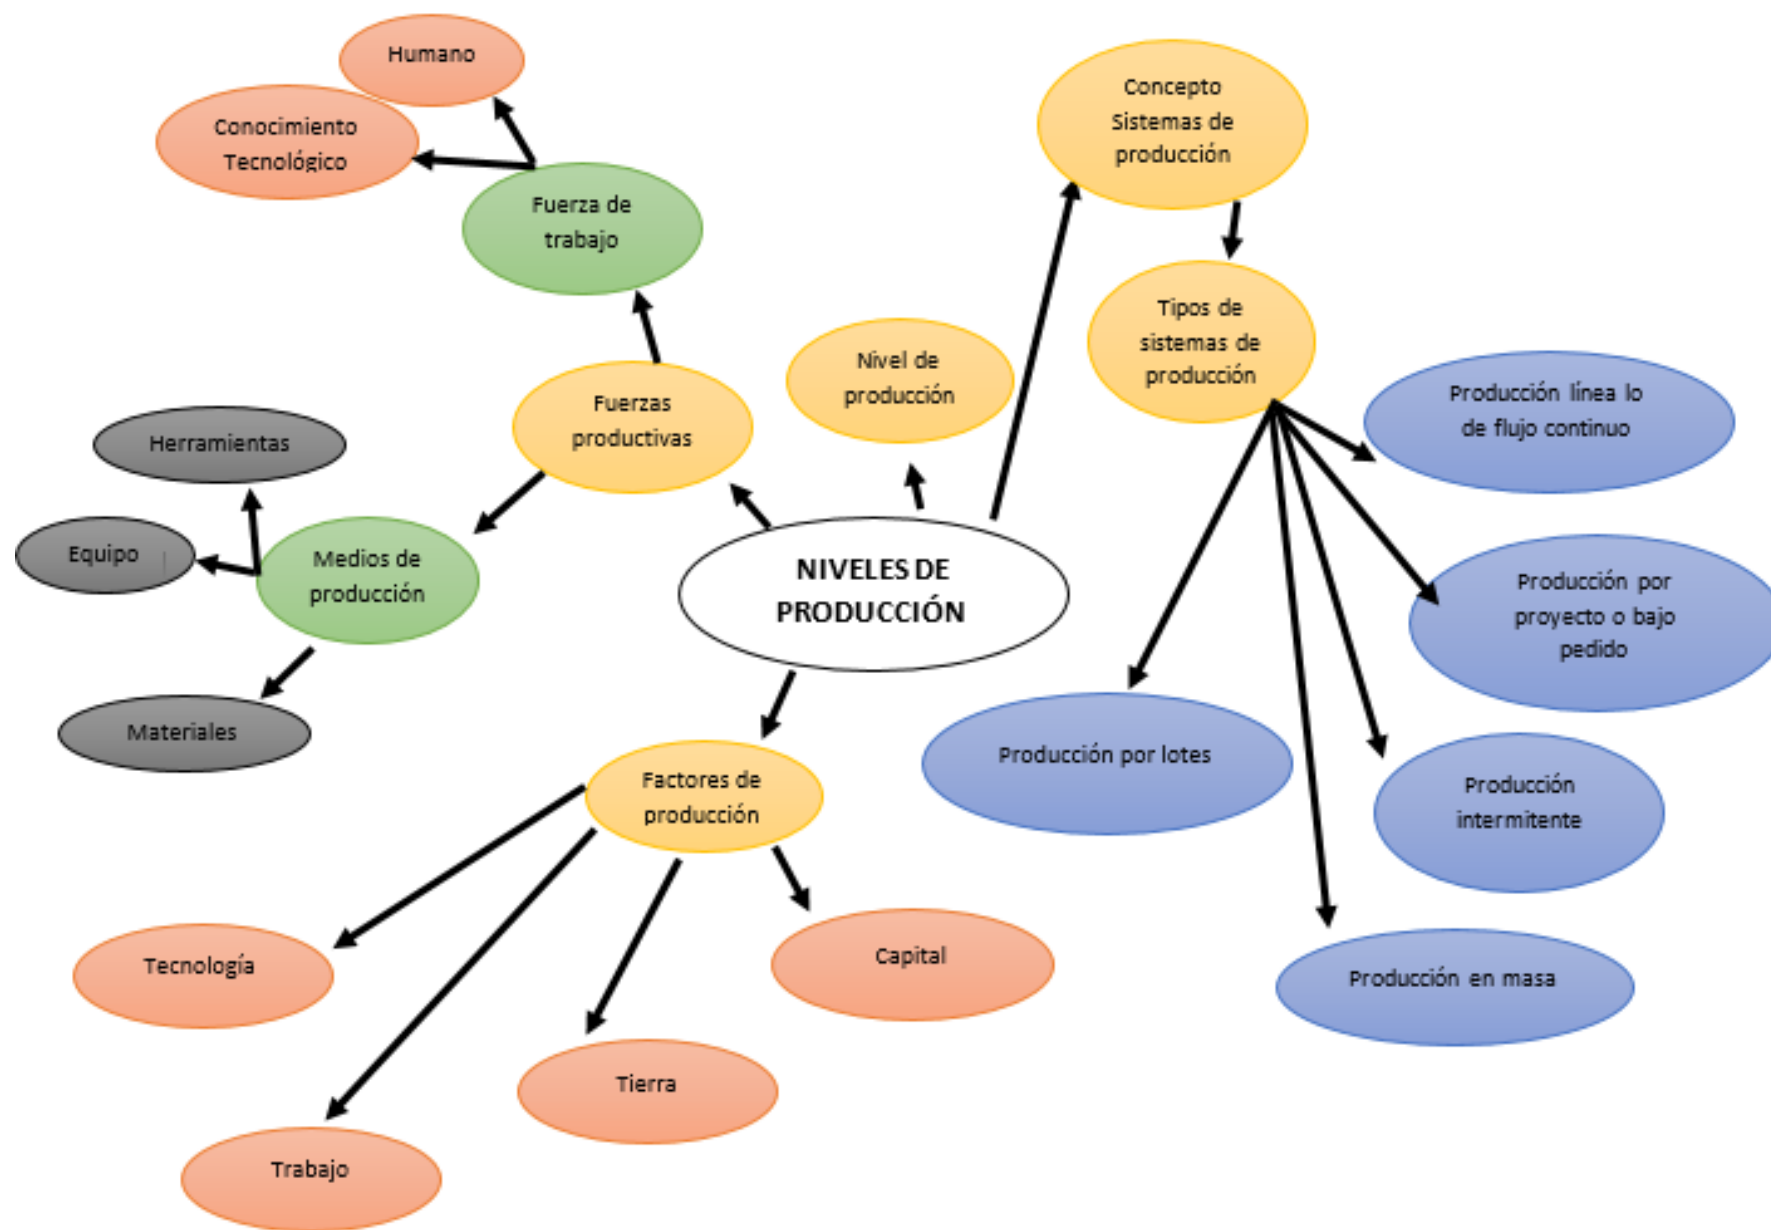 Humano
Conocimiento
Tecnológico
Fuerza de
trabajo
Concepto
Sistemas de
producción
Tipos de
sistemas de
producción
Nivel de
producción
Fuerzas
productivas
Producción línea lo
de flujo continuo
Herramientas
Equipo
Medios de
producción
NIVELES DE
PRODUCCIÓN
Producción por
proyecto o bajo
pedido
Materiales
Factores de
producción
Producción por lotes
Producción
intermitente
Tecnología
Capital
Producción en masa
Tierra
Trabajo